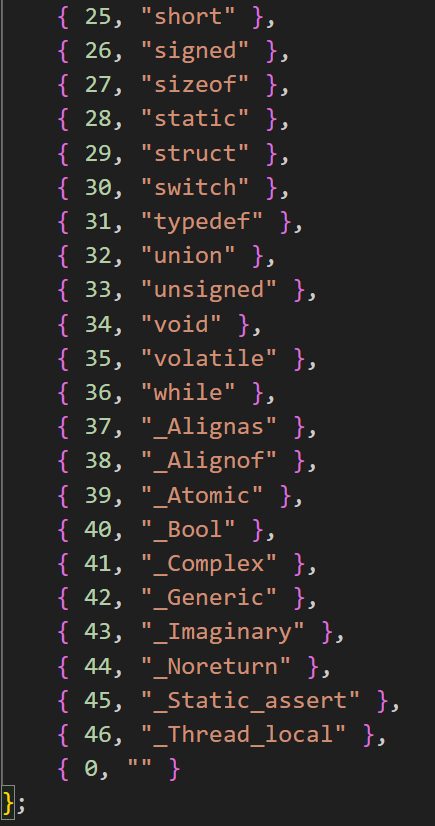 { 25, "short" },
{ 26, "signed" },
{ 27, "sizeof" },
{ 28, "static" },
{ 29, "struct" },
{ 30, "switch" },
{ 31, "typedef" },
{ 32, "union" },
{ 33, "unsigned" },
{ 34, "void" },
{ 35, "volatile" },
{ 36, "while" },
{ 37, "_Alignas" },
{ 38, "_Alignof" },
{ 39, "_Atomic" },
{ 40, "_Bool" },
{ 41, "_Complex" },
{ 42, "_Generic" },
{ 43, "_Imaginary" },
{ 44, "_Noreturn" },
{ 45, "_Static_assert" },
{ 46, "_Thread_local" },
{ 0, "" }
};